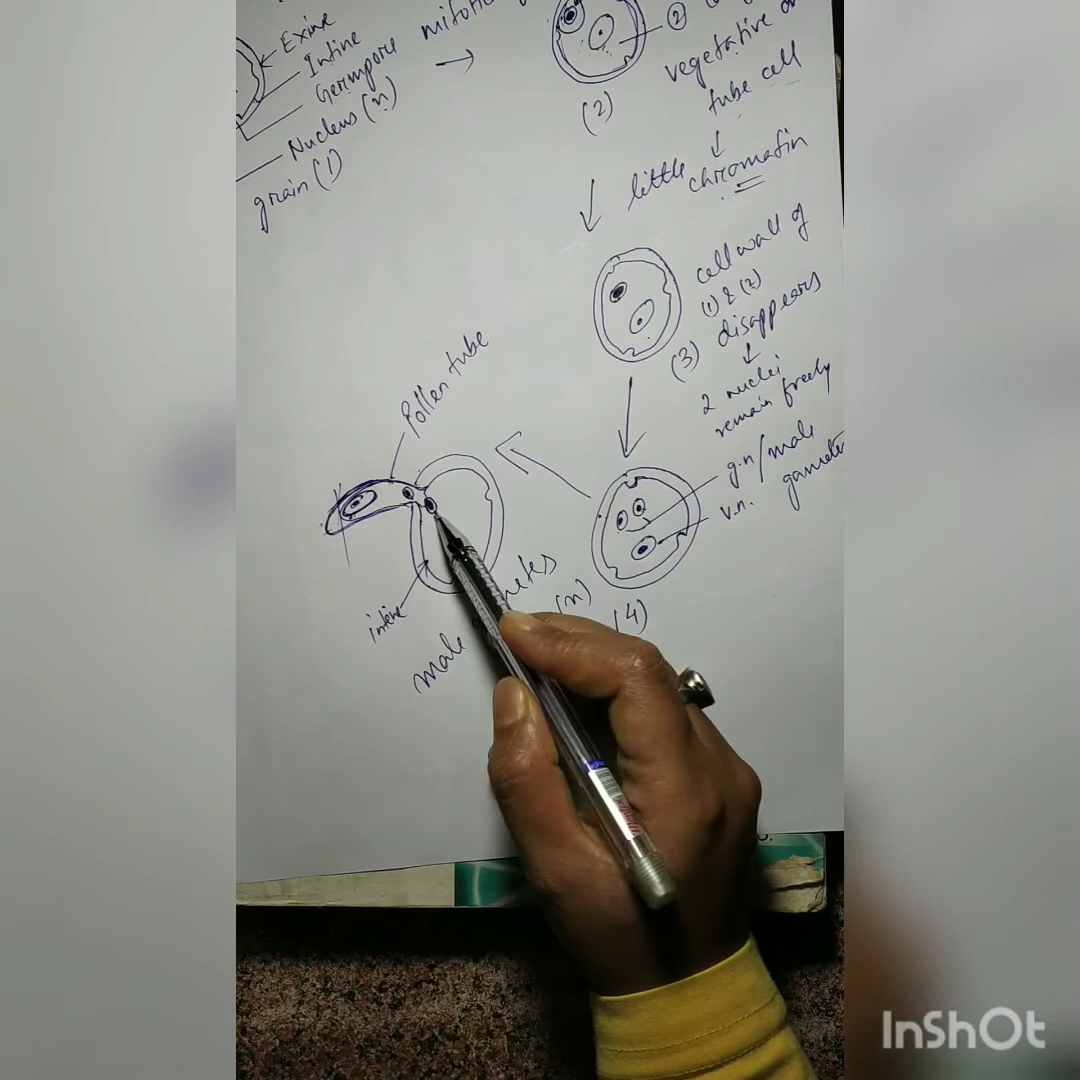 Exine
Intine
Germpore
Nucleus (n)
grain (1)
mitotic
→
②
vegetative or
tube cell
(2)
↓
little chromatin
cell wall of
(1) & (2)
disappears
(3)
↓
2 nuclei
remain freely
g.n/male
gamete
v.n.
(4)
Pollen tube
intine
male
(n)
InShOt